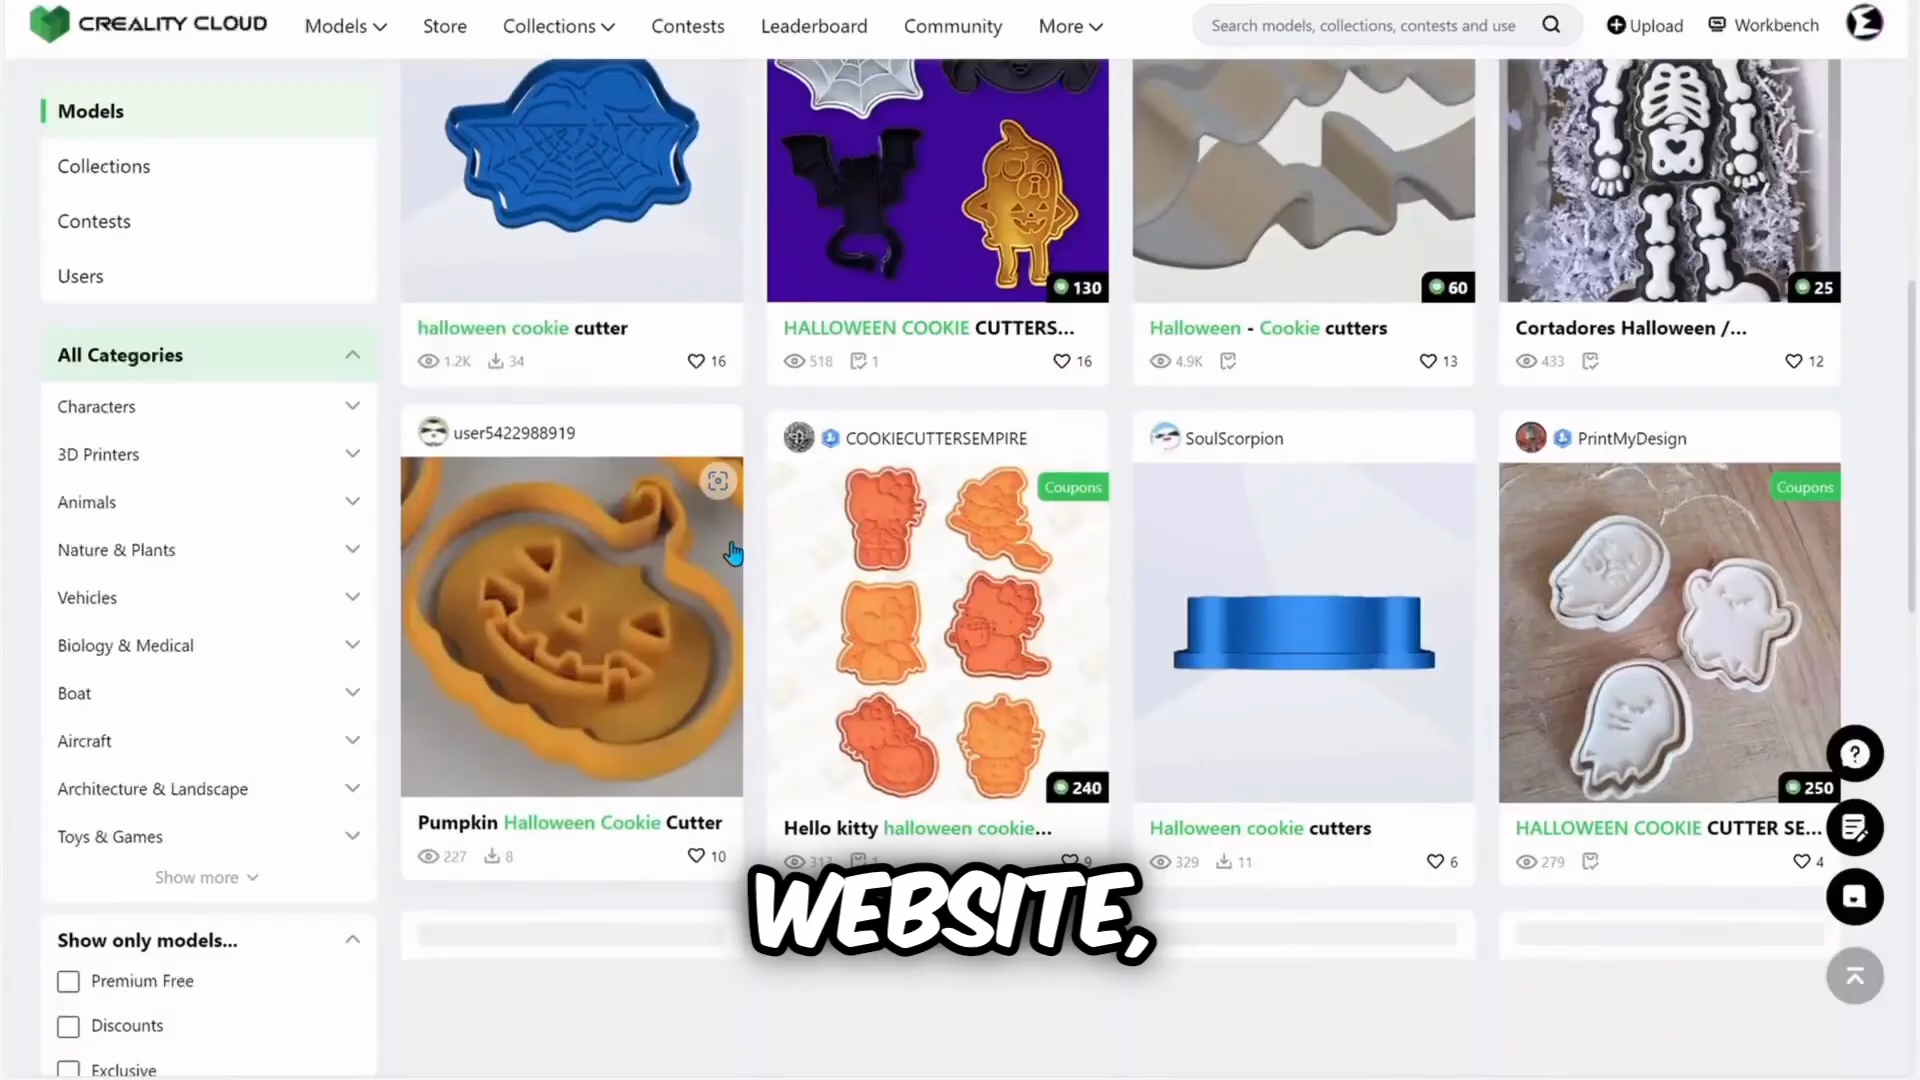 CREALITY CLOUD
Models
Store
Collections
Contests
Leaderboard
Community
More
Search models, collections, contests and use
Upload
Workbench
Models
Collections
Contests
Users
All Categories
Characters
3D Printers
Animals
Nature & Plants
Vehicles
Biology & Medical
Boat
Aircraft
Architecture & Landscape
Toys & Games
Show more
Show only models...
Premium Free
Discounts
Exclusive
130
60
25
halloween cookie cutter
1.2K 34 16
HALLOWEEN COOKIE CUTTERS...
518 1 16
Halloween - Cookie cutters
4.9K 13
Cortadores Halloween /...
433 12
user5422988919
COOKIECUTTERSEMPIRE
SoulScorpion
PrintMyDesign
Coupons
Coupons
240
250
Pumpkin Halloween Cookie Cutter
227 8 10
Hello kitty halloween cookie...
313 1 9
Halloween cookie cutters
329 11 6
HALLOWEEN COOKIE CUTTER SE...
279 4
WEBSITE,